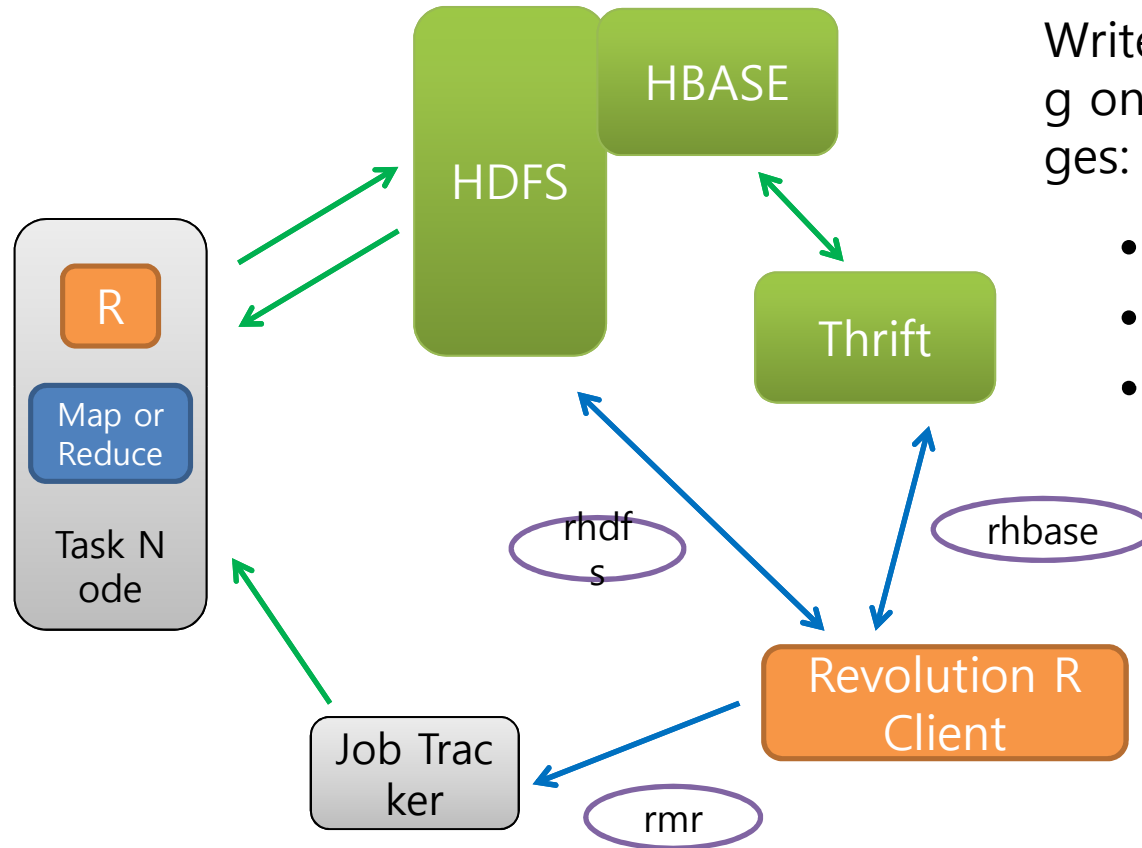 HBASE
HDFS
Write
g on
ges:
•
•
•
R
Map or
Reduce
Task N
ode
Thrift
rhdf
s
rhbase
Revolution R
Client
Job Trac
ker
rmr